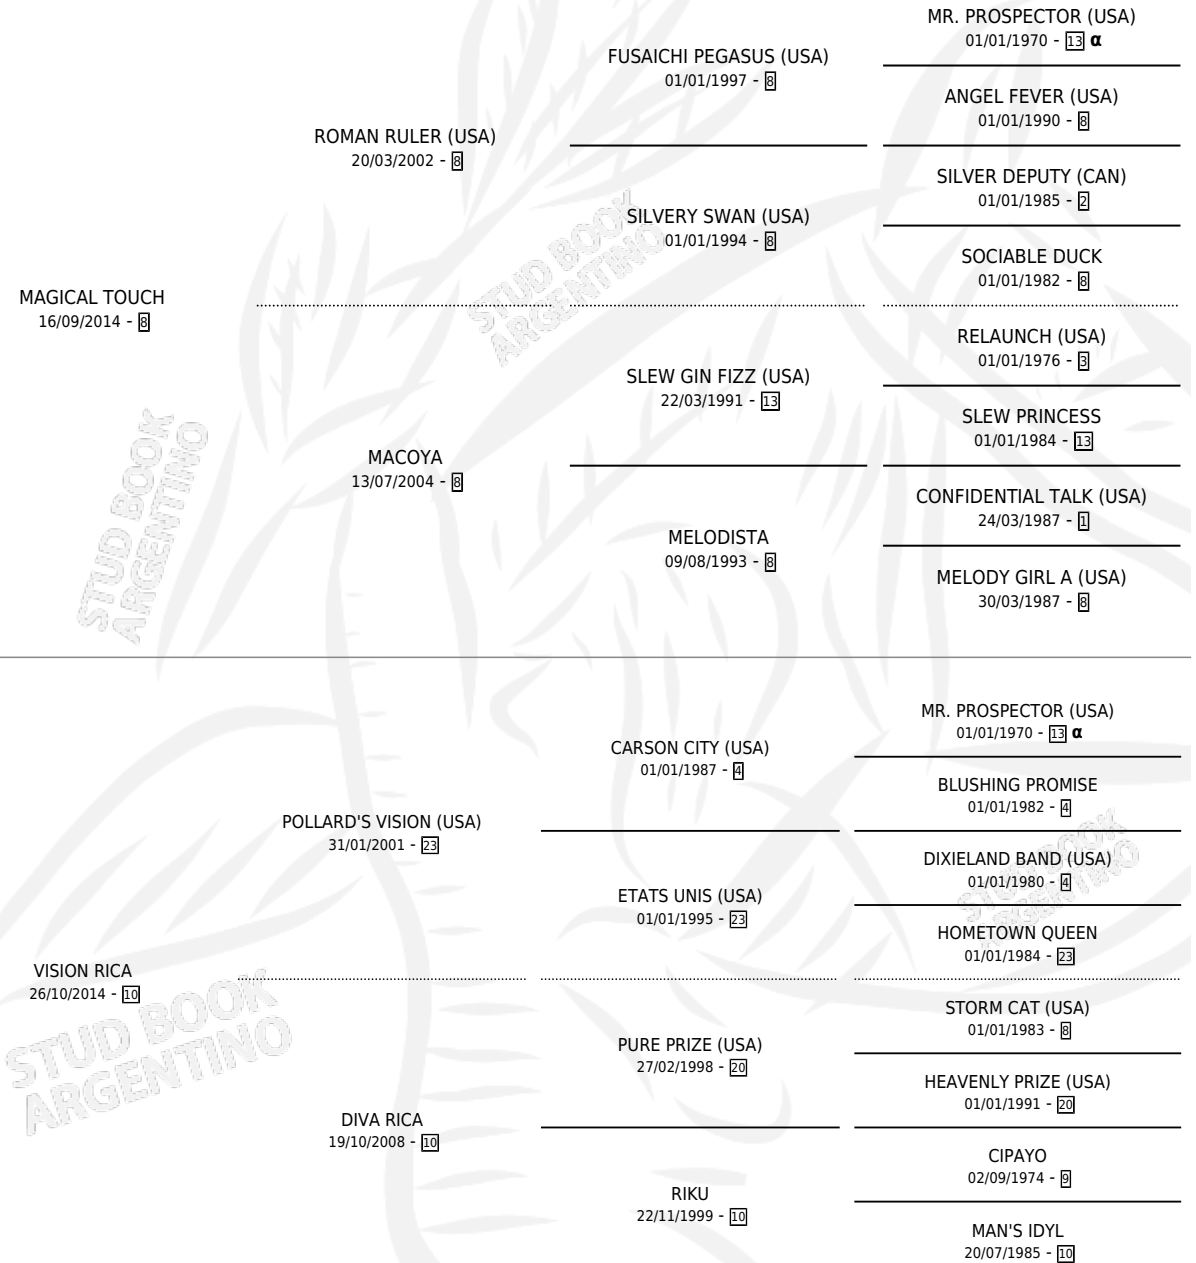 MR. PROSPECTOR (USA)
01/01/1970 - 13 α
FUSAICHI PEGASUS (USA)
01/01/1997 - 8
ANGEL FEVER (USA)
01/01/1990 - 8
ROMAN RULER (USA)
20/03/2002 - 8
SILVER DEPUTY (CAN)
01/01/1985 - 2
SILVERY SWAN (USA)
01/01/1994 - 8
SOCIABLE DUCK
01/01/1982 - 8
STUD BOOK
ARGENTINO
MAGICAL TOUCH
16/09/2014 - 8
RELAUNCH (USA)
01/01/1976 - 3
SLEW GIN FIZZ (USA)
22/03/1991 - 13
SLEW PRINCESS
01/01/1984 - 13
MACOYA
13/07/2004 - 8
CONFIDENTIAL TALK (USA)
24/03/1987 - 1
MELODISTA
09/08/1993 - 8
MELODY GIRL A (USA)
30/03/1987 - 8
STUD BOOK
ARGENTINO
MR. PROSPECTOR (USA)
01/01/1970 - 13 α
CARSON CITY (USA)
01/01/1987 - 4
BLUSHING PROMISE
01/01/1982 - 4
POLLARD'S VISION (USA)
31/01/2001 - 23
DIXIELAND BAND (USA)
01/01/1980 - 4
ETATS UNIS (USA)
01/01/1995 - 23
HOMETOWN QUEEN
01/01/1984 - 23
STUD BOOK
ARGENTINO
VISION RICA
26/10/2014 - 10
STORM CAT (USA)
01/01/1983 - 8
PURE PRIZE (USA)
27/02/1998 - 20
HEAVENLY PRIZE (USA)
01/01/1991 - 20
DIVA RICA
19/10/2008 - 10
CIPAYO
02/09/1974 - 9
RIKU
22/11/1999 - 10
MAN'S IDYL
20/07/1985 - 10
STUD BOOK
ARGENTINO